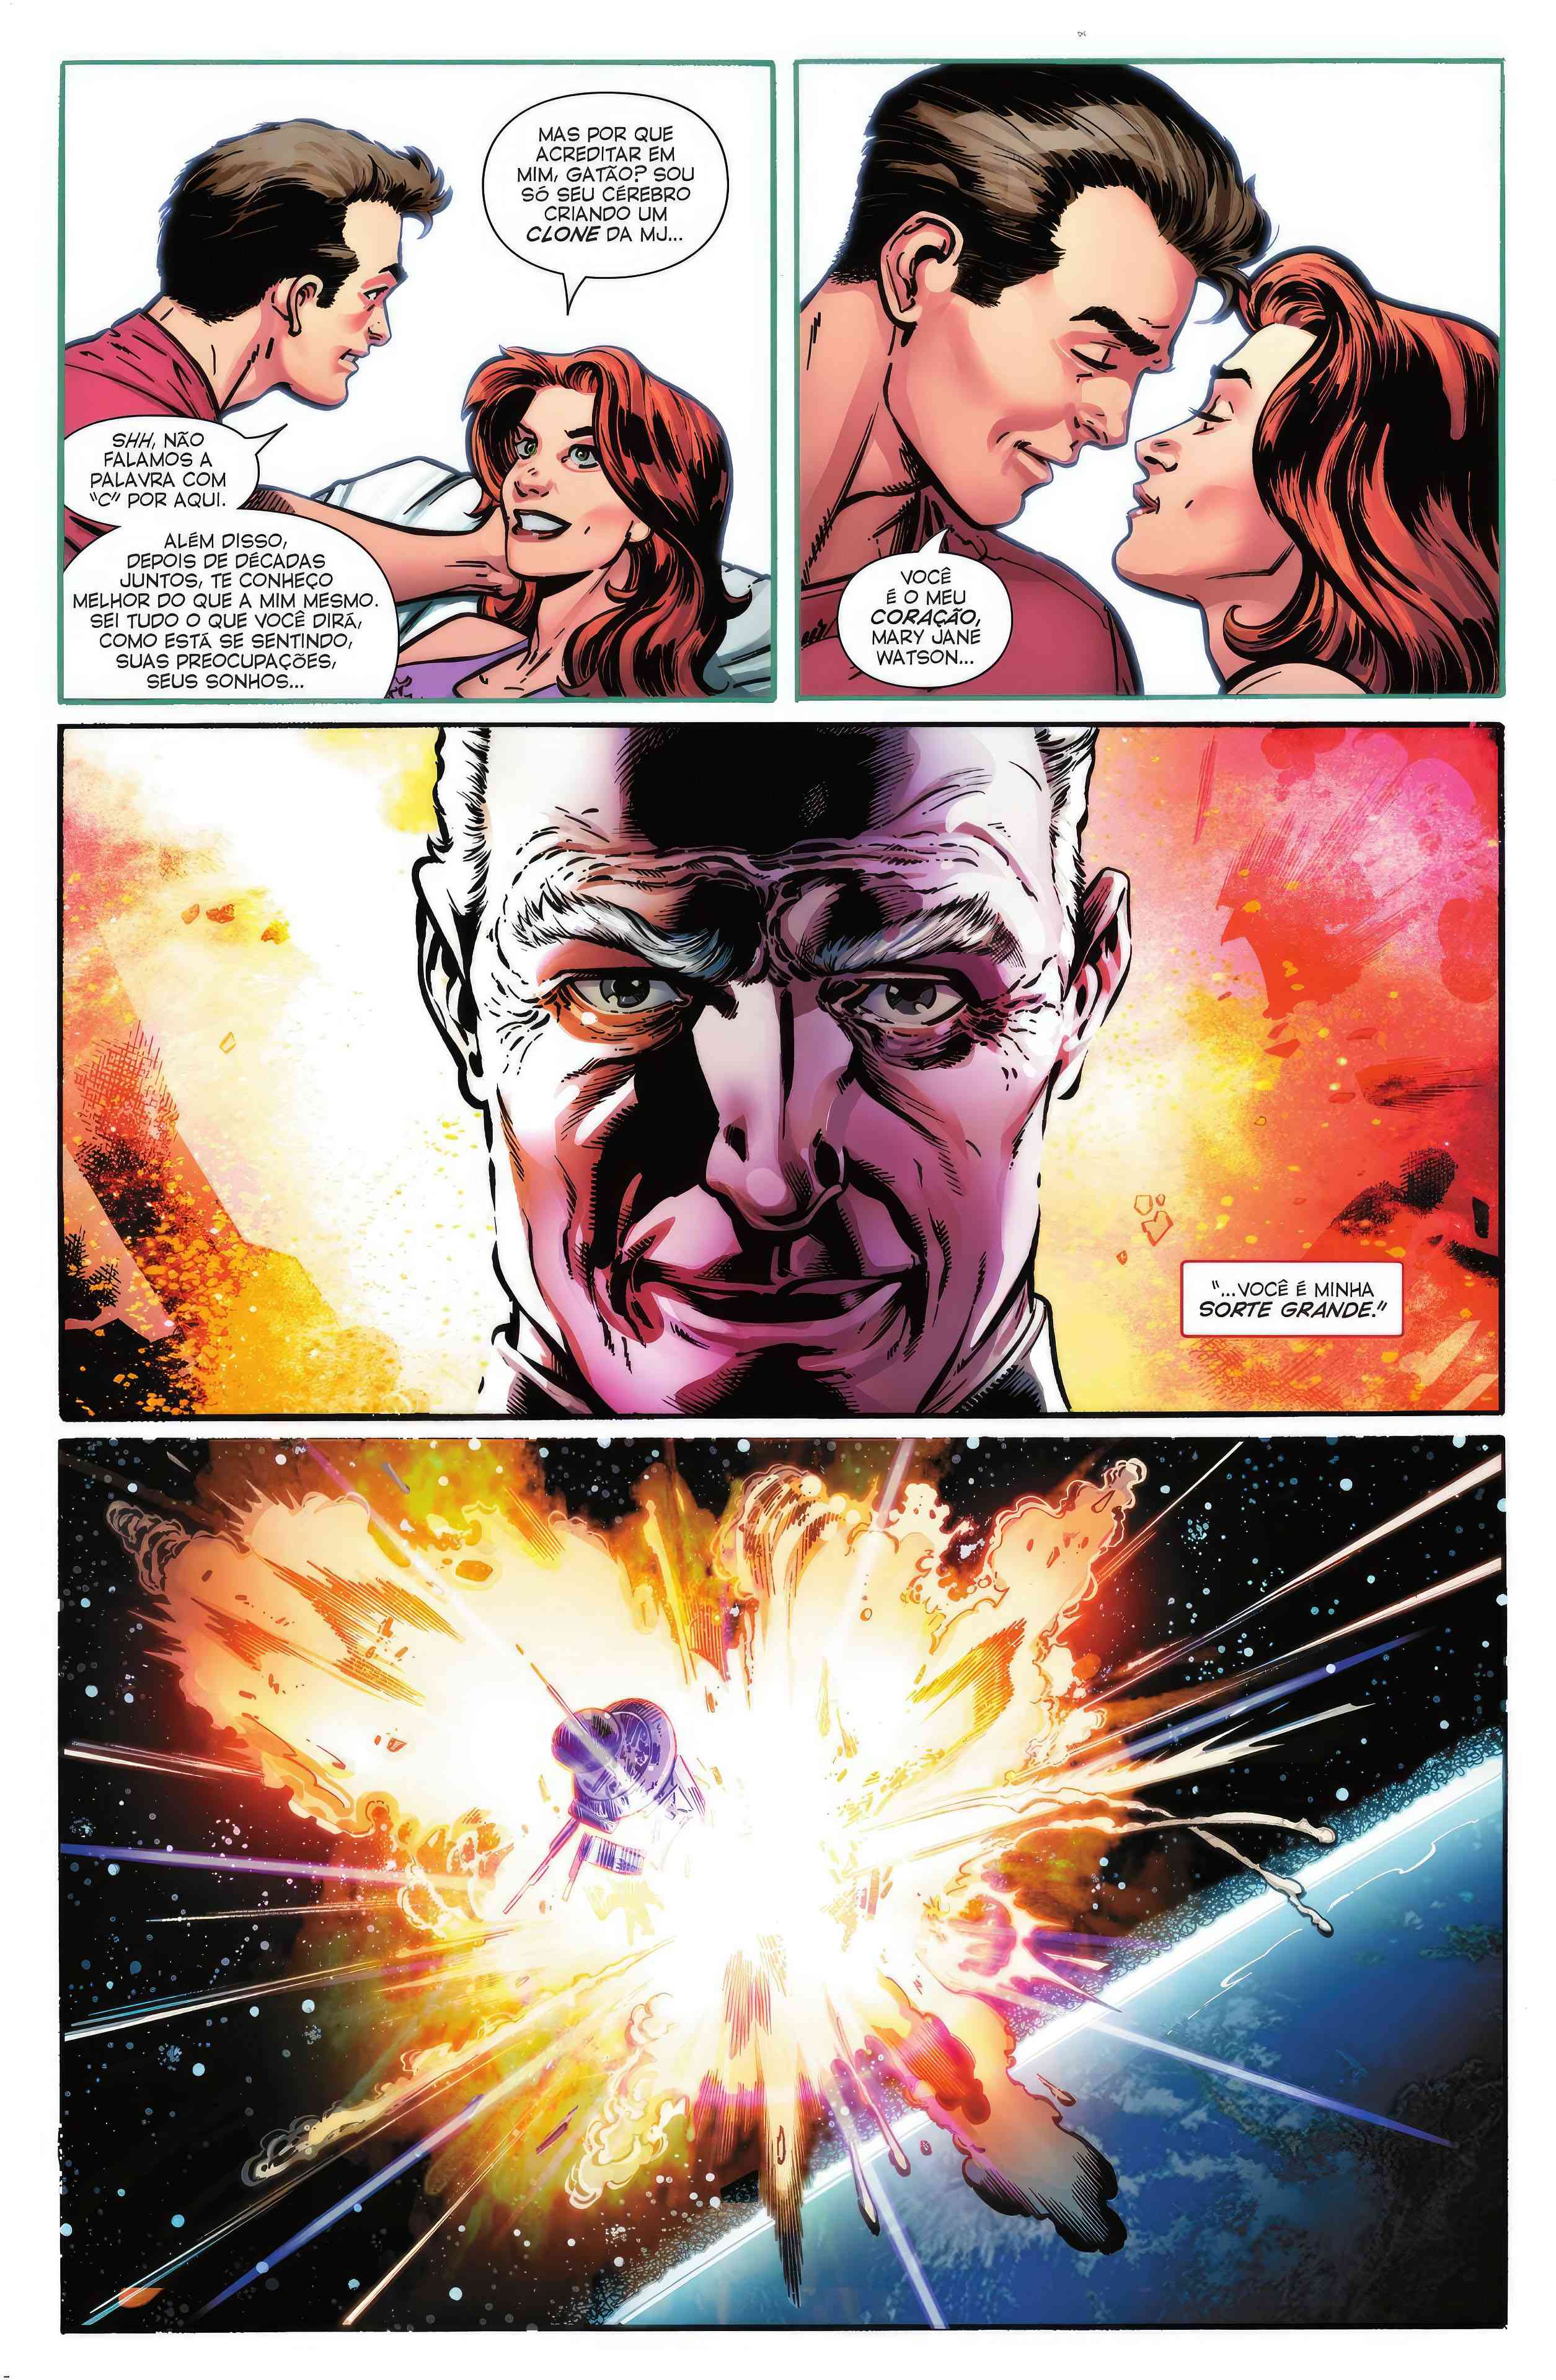 MAS POR QUE
ACREDITAR EM
MIM, GATÃO? SOU
SÓ SEU CÉREBRO
CRIANDO UM
CLONE DA MJ...
SHH, NÃO
FALAMOS A
PALAVRA COM
"C" POR AQUI.
ALÉM DISSO,
DEPOIS DE DÉCADAS
JUNTOS, TE CONHEÇO
MELHOR DO QUE A MIM MESMO.
SEI TUDO O QUE VOCÊ DIRÁ,
COMO ESTÁ SE SENTINDO,
SUAS PREOCUPAÇÕES,
SEUS SONHOS...
VOCÊ
É O MEU
CORAÇÃO,
MARY JANE
WATSON...
"...VOCÊ É MINHA
SORTE GRANDE."